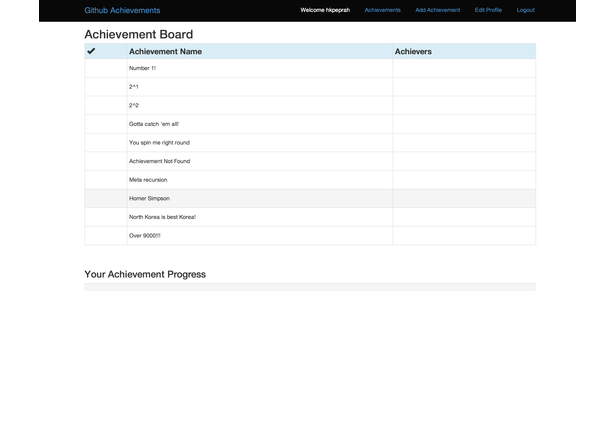 Github Achievements Welcome hkpeprah Achievements Add Achievement Edit Profile Logout
Achievement Board
Achievement Name Achievers
Number 1!
2^1
2^2
Gotta catch 'em all!
You spin me right round
Achievement Not Found
Meta recursion
Homer Simpson
North Korea is best Korea!
Over 9000!!!
Your Achievement Progress